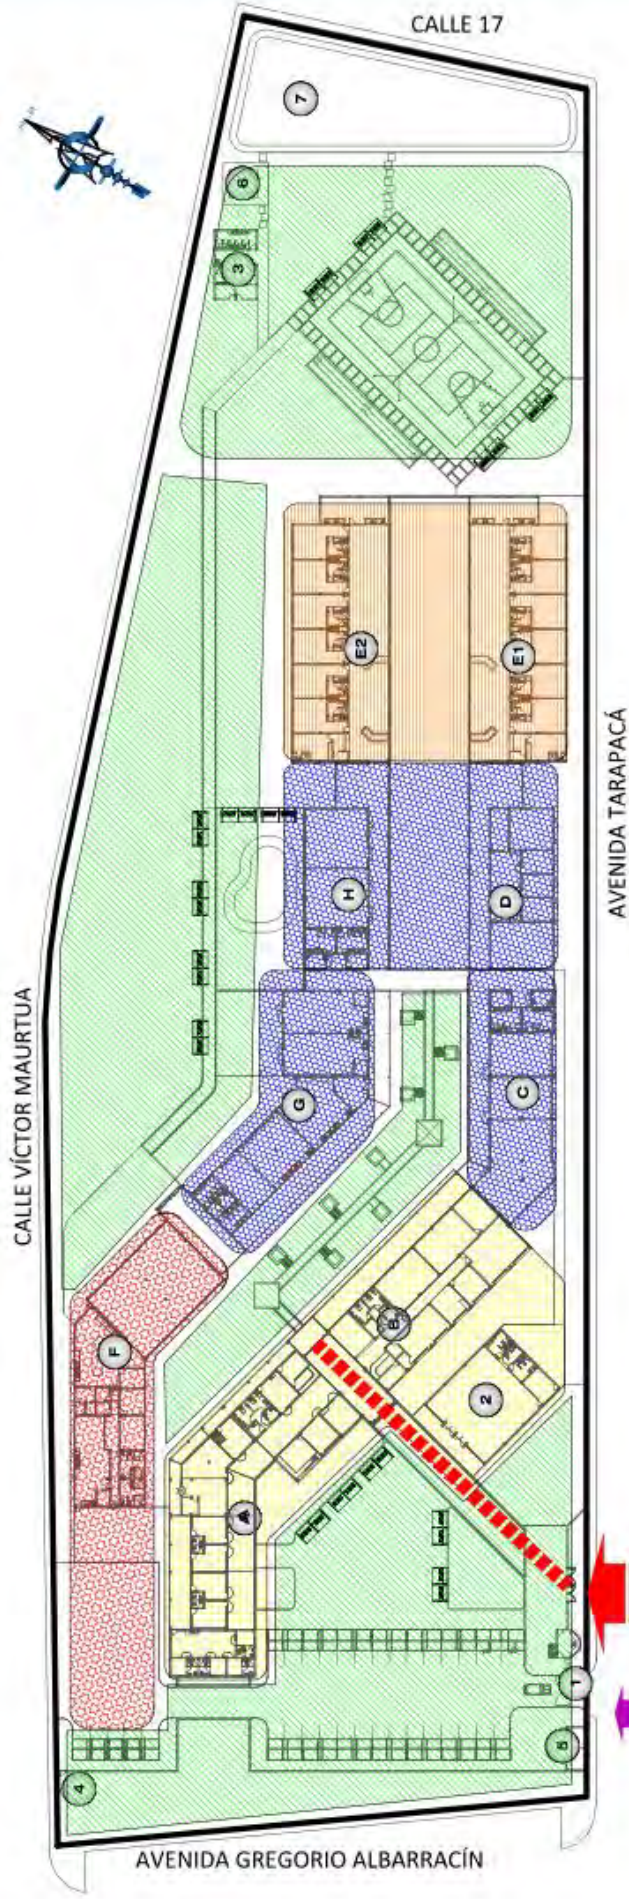 CALLE 17
7
6
3
E2
E1
AVENIDA TARAPACÁ
H
D
C
G
CALLE VÍCTOR MAURTUA
F
B
2
A
1
5
4
AVENIDA GREGORIO ALBARRACÍN